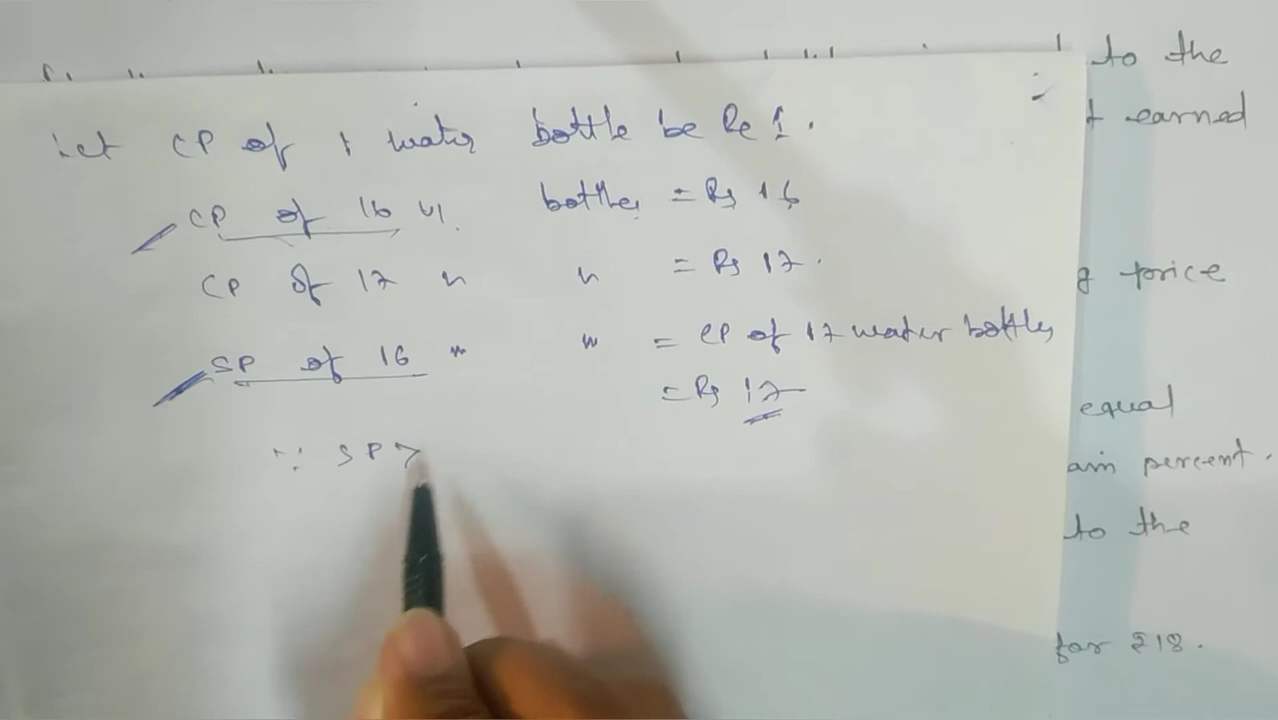 Let CP of 1 water bottle be Re 1.
CP of 16 " bottles = Rs 16
CP of 17 " " = Rs 17.
SP of 16 " " = CP of 17 water bottles
= Rs 17
∵ SP >
to the
earned
price
equal
percent.
to the
for ₹18.